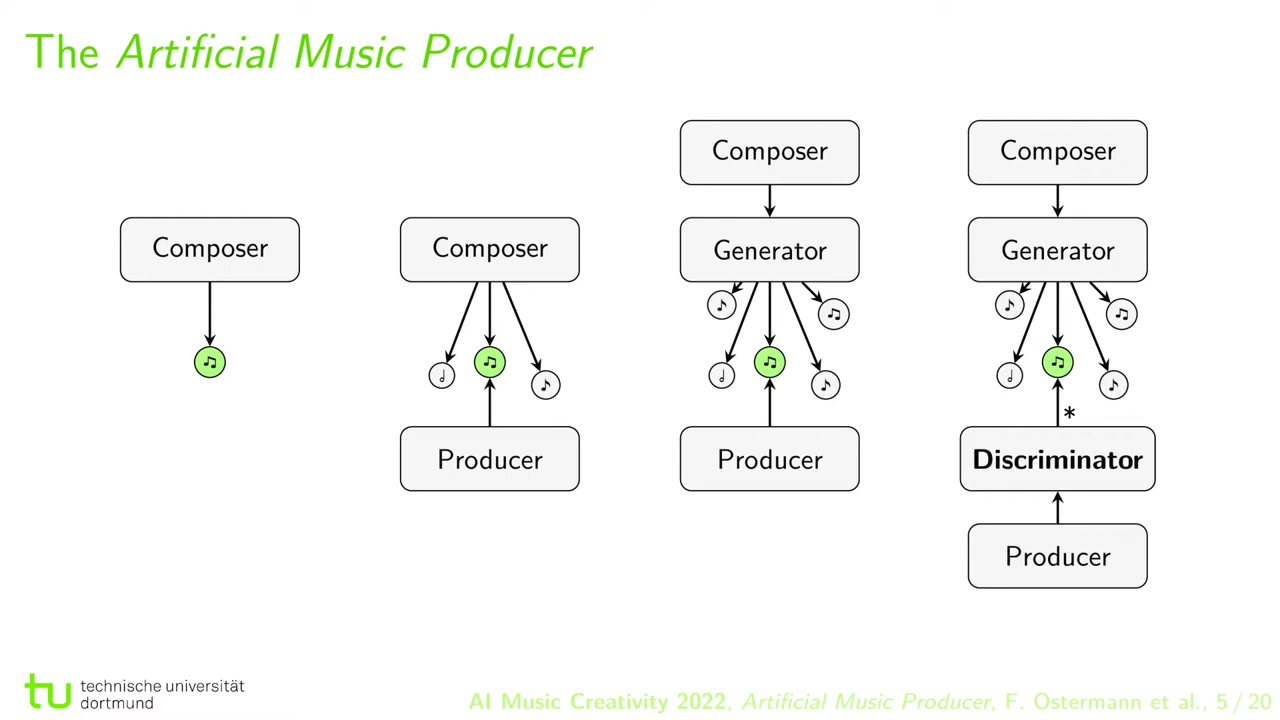 The Artificial Music Producer
Composer
Composer
Producer
Composer
Generator
Producer
Composer
Generator
*
Discriminator
Producer
tu technische universität
dortmund
AI Music Creativity 2022, Artificial Music Producer, F. Ostermann et al., 5 / 20